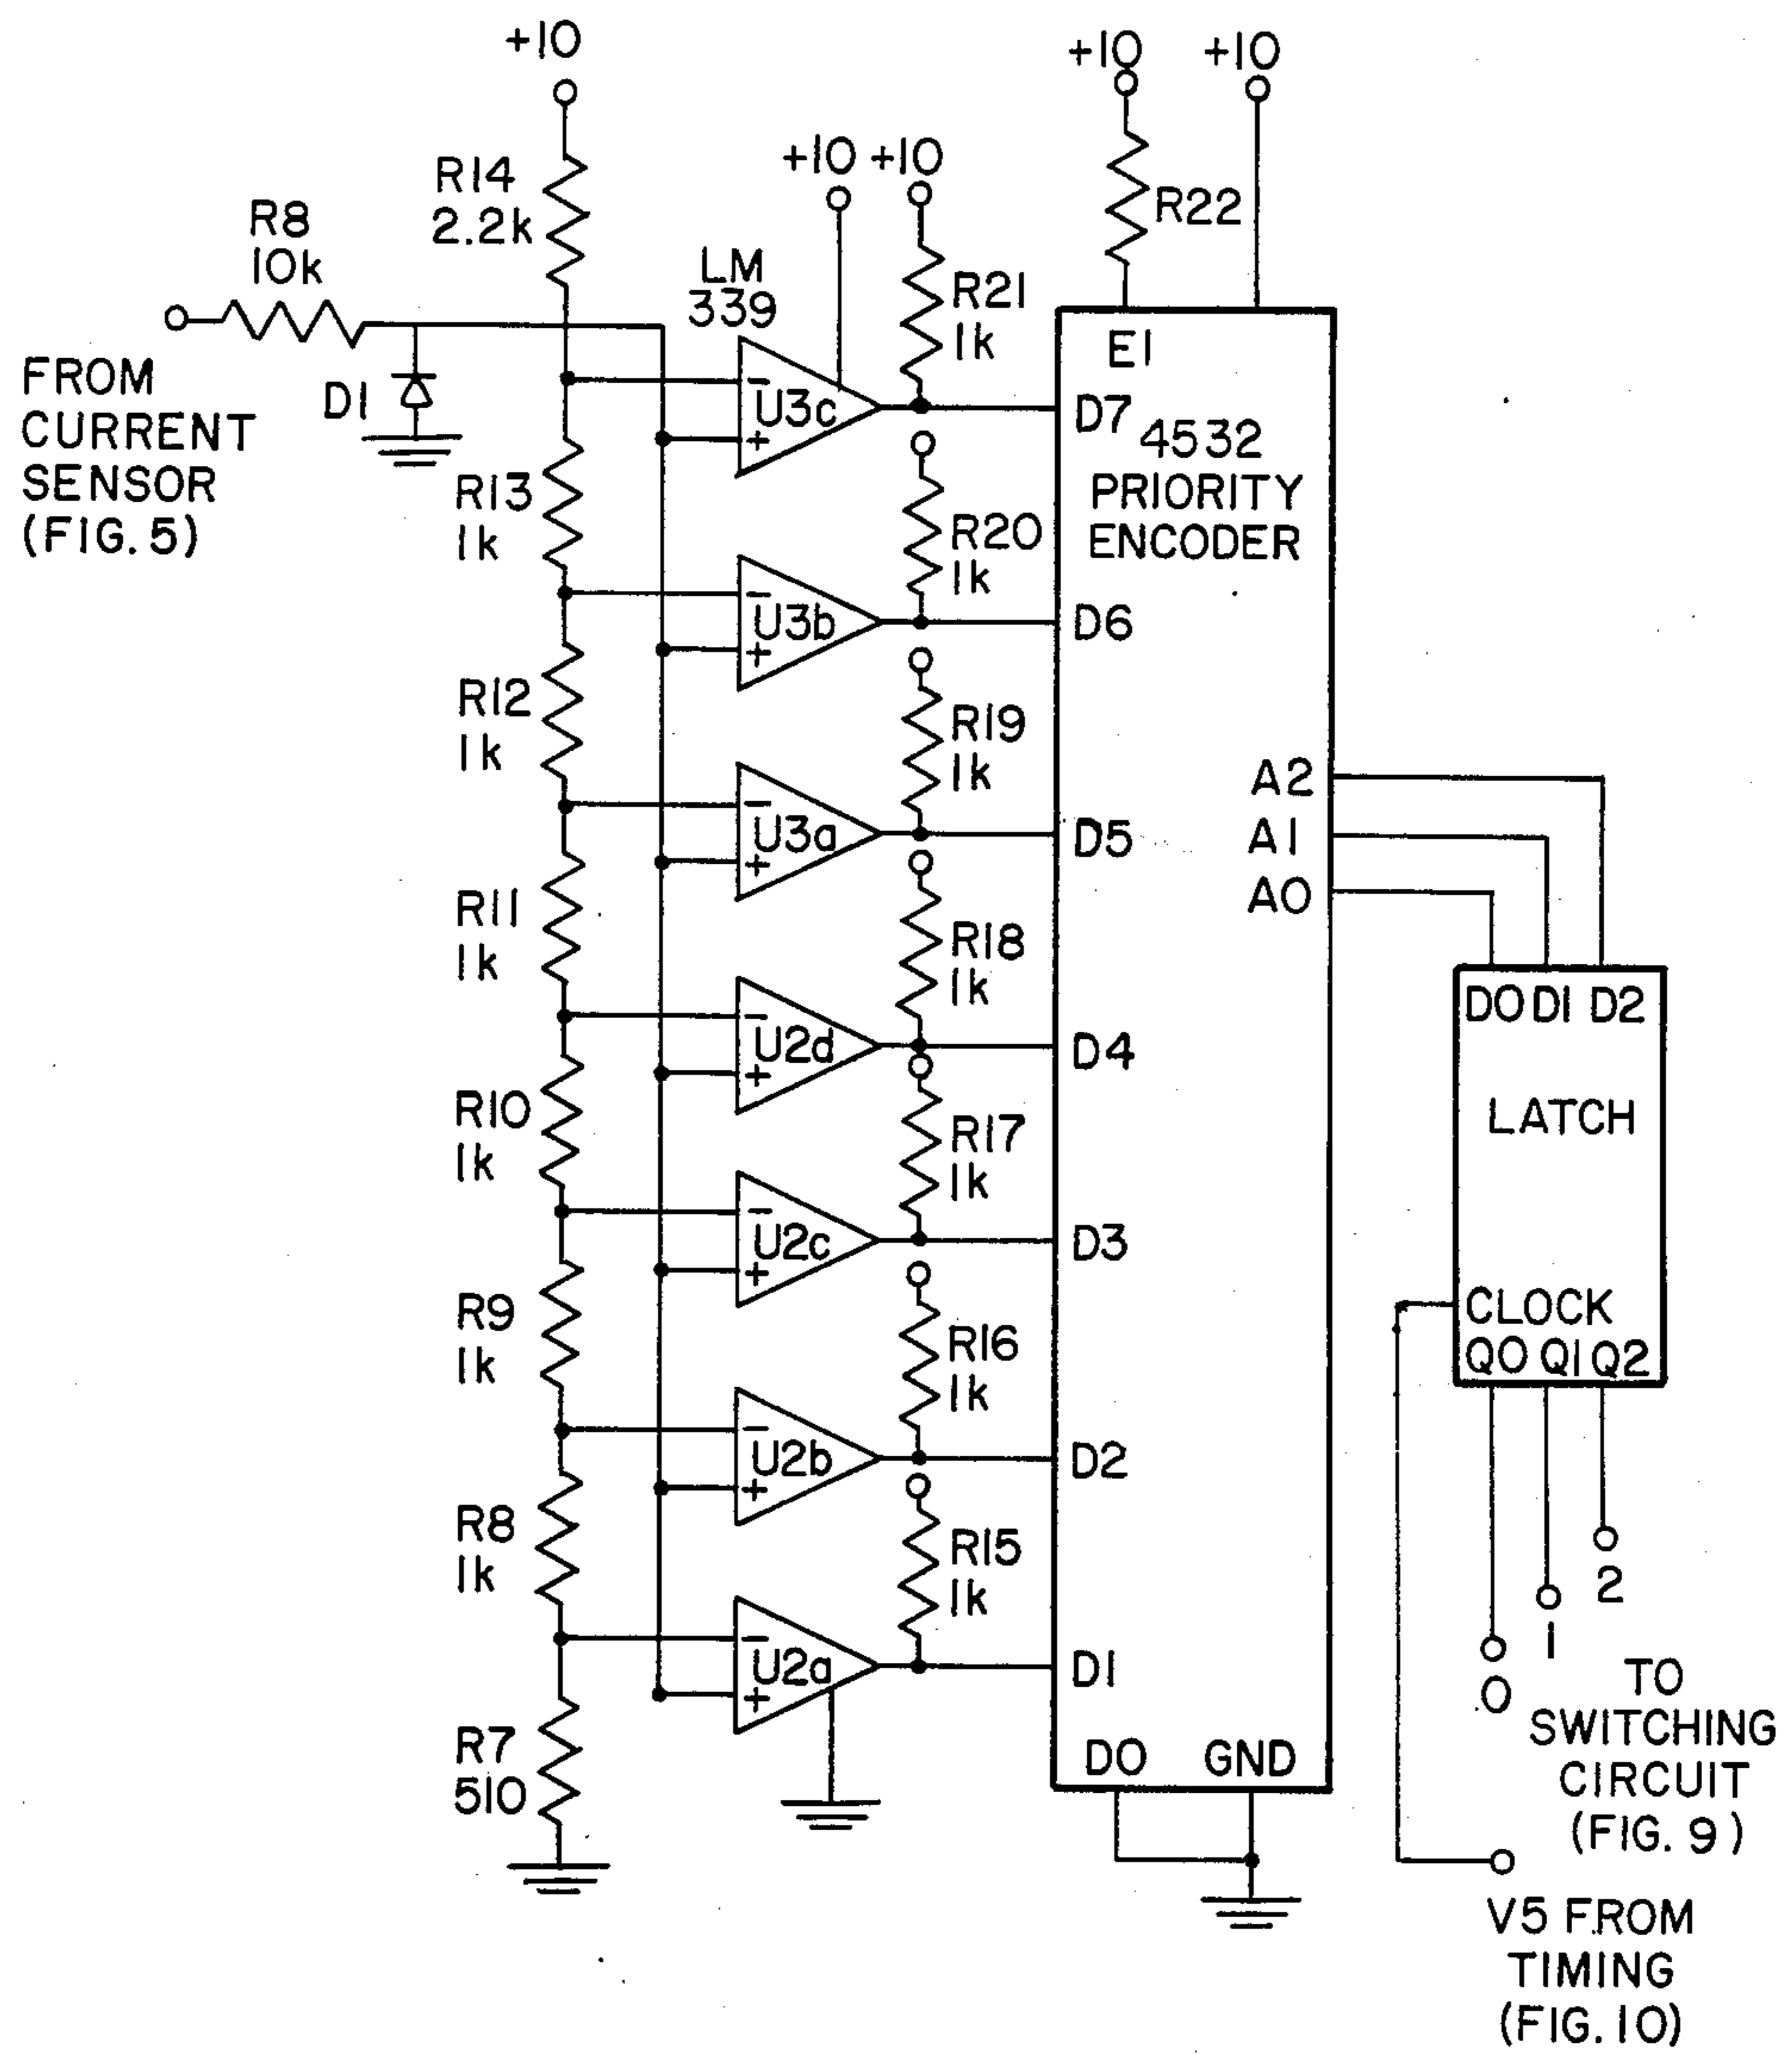 +10
+10
+10
+10
+10
R14
2.2k
R8
10k
LM
339
R22
R21
1k
E1
FROM
CURRENT
SENSOR
(FIG. 5)
D1
−
U3c
+
D7
4532
PRIORITY
ENCODER
R13
1k
R20
1k
−
U3b
+
D6
R12
1k
R19
1k
A2
−
U3a
+
D5
A1
A0
R11
1k
R18
1k
D0 D1 D2
−
U2d
+
D4
LATCH
R10
1k
R17
1k
−
U2c
+
D3
CLOCK
Q0 Q1 Q2
R9
1k
R16
1k
−
U2b
+
D2
R8
1k
R15
1k
2
1
0
−
U2a
+
D1
TO
SWITCHING
CIRCUIT
(FIG. 9)
R7
510
D0
GND
V5 FROM
TIMING
(FIG. 10)